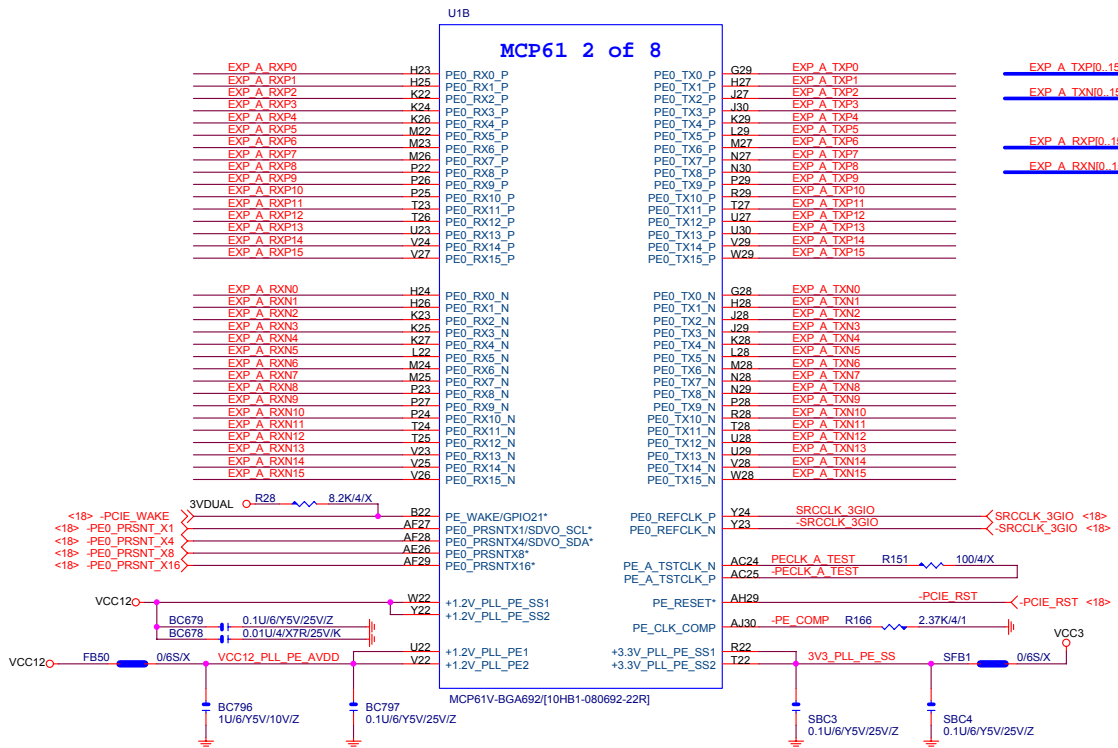 U1B
MCP61 2 of 8
EXP_A_RXP0 H23 PE0_RX0_P PE0_TX0_P G29 EXP_A_TXP0 EXP_A_TXP[0..15
EXP_A_RXP1 H25 PE0_RX1_P PE0_TX1_P H27 EXP_A_TXP1
EXP_A_RXP2 K22 PE0_RX2_P PE0_TX2_P J27 EXP_A_TXP2 EXP_A_TXN[0..15
EXP_A_RXP3 K24 PE0_RX3_P PE0_TX3_P J30 EXP_A_TXP3
EXP_A_RXP4 K26 PE0_RX4_P PE0_TX4_P K29 EXP_A_TXP4
EXP_A_RXP5 M22 PE0_RX5_P PE0_TX5_P L29 EXP_A_TXP5
EXP_A_RXP6 M23 PE0_RX6_P PE0_TX6_P M27 EXP_A_TXP6 EXP_A_RXP[0..15
EXP_A_RXP7 M26 PE0_RX7_P PE0_TX7_P N27 EXP_A_TXP7
EXP_A_RXP8 P22 PE0_RX8_P PE0_TX8_P N30 EXP_A_TXP8 EXP_A_RXN[0..1
EXP_A_RXP9 P26 PE0_RX9_P PE0_TX9_P P29 EXP_A_TXP9
EXP_A_RXP10 P25 PE0_RX10_P PE0_TX10_P R29 EXP_A_TXP10
EXP_A_RXP11 T23 PE0_RX11_P PE0_TX11_P T27 EXP_A_TXP11
EXP_A_RXP12 T26 PE0_RX12_P PE0_TX12_P U27 EXP_A_TXP12
EXP_A_RXP13 U23 PE0_RX13_P PE0_TX13_P U30 EXP_A_TXP13
EXP_A_RXP14 V24 PE0_RX14_P PE0_TX14_P V29 EXP_A_TXP14
EXP_A_RXP15 V27 PE0_RX15_P PE0_TX15_P W29 EXP_A_TXP15
EXP_A_RXN0 H24 PE0_RX0_N PE0_TX0_N G28 EXP_A_TXN0
EXP_A_RXN1 H26 PE0_RX1_N PE0_TX1_N H28 EXP_A_TXN1
EXP_A_RXN2 K23 PE0_RX2_N PE0_TX2_N J28 EXP_A_TXN2
EXP_A_RXN3 K25 PE0_RX3_N PE0_TX3_N J29 EXP_A_TXN3
EXP_A_RXN4 K27 PE0_RX4_N PE0_TX4_N K28 EXP_A_TXN4
EXP_A_RXN5 L22 PE0_RX5_N PE0_TX5_N L28 EXP_A_TXN5
EXP_A_RXN6 M24 PE0_RX6_N PE0_TX6_N M28 EXP_A_TXN6
EXP_A_RXN7 M25 PE0_RX7_N PE0_TX7_N N28 EXP_A_TXN7
EXP_A_RXN8 P23 PE0_RX8_N PE0_TX8_N N29 EXP_A_TXN8
EXP_A_RXN9 P27 PE0_RX9_N PE0_TX9_N P28 EXP_A_TXN9
EXP_A_RXN10 P24 PE0_RX10_N PE0_TX10_N R28 EXP_A_TXN10
EXP_A_RXN11 T24 PE0_RX11_N PE0_TX11_N T28 EXP_A_TXN11
EXP_A_RXN12 T25 PE0_RX12_N PE0_TX12_N U28 EXP_A_TXN12
EXP_A_RXN13 V23 PE0_RX13_N PE0_TX13_N U29 EXP_A_TXN13
EXP_A_RXN14 V25 PE0_RX14_N PE0_TX14_N V28 EXP_A_TXN14
EXP_A_RXN15 V26 PE0_RX15_N PE0_TX15_N W28 EXP_A_TXN15
3VDUAL R28 8.2K/4/X
<18> -PCIE_WAKE B22 PE_WAKE/GPIO21* PE0_REFCLK_P Y24 SRCCLK_3GIO SRCCLK_3GIO <18>
<18> -PE0_PRSNT_X1 AF27 PE0_PRSNTX1/SDVO_SCL* PE0_REFCLK_N Y23 -SRCCLK_3GIO -SRCCLK_3GIO <18>
<18> -PE0_PRSNT_X4 AF28 PE0_PRSNTX4/SDVO_SDA*
<18> -PE0_PRSNT_X8 AE26 PE0_PRSNTX8*
<18> -PE0_PRSNT_X16 AF29 PE0_PRSNTX16* PE_A_TSTCLK_N AC24 PECLK_A_TEST R151 100/4/X
PE_A_TSTCLK_P AC25 -PECLK_A_TEST
VCC12 W22 +1.2V_PLL_PE_SS1 PE_RESET* AH29 -PCIE_RST -PCIE_RST <18>
Y22 +1.2V_PLL_PE_SS2
BC679 0.1U/6/Y5V/25V/Z PE_CLK_COMP AJ30 -PE_COMP R166 2.37K/4/1
BC678 0.01U/4/X7R/25V/K
VCC3
U22 +1.2V_PLL_PE1 +3.3V_PLL_PE_SS1 R22
VCC12 FB50 0/6S/X VCC12_PLL_PE_AVDD V22 +1.2V_PLL_PE2 +3.3V_PLL_PE_SS2 T22 3V3_PLL_PE_SS SFB1 0/6S/X
MCP61V-BGA692/[10HB1-080692-22R]
BC796 1U/6/Y5V/10V/Z
BC797 0.1U/6/Y5V/25V/Z
SBC3 0.1U/6/Y5V/25V/Z
SBC4 0.1U/6/Y5V/25V/Z